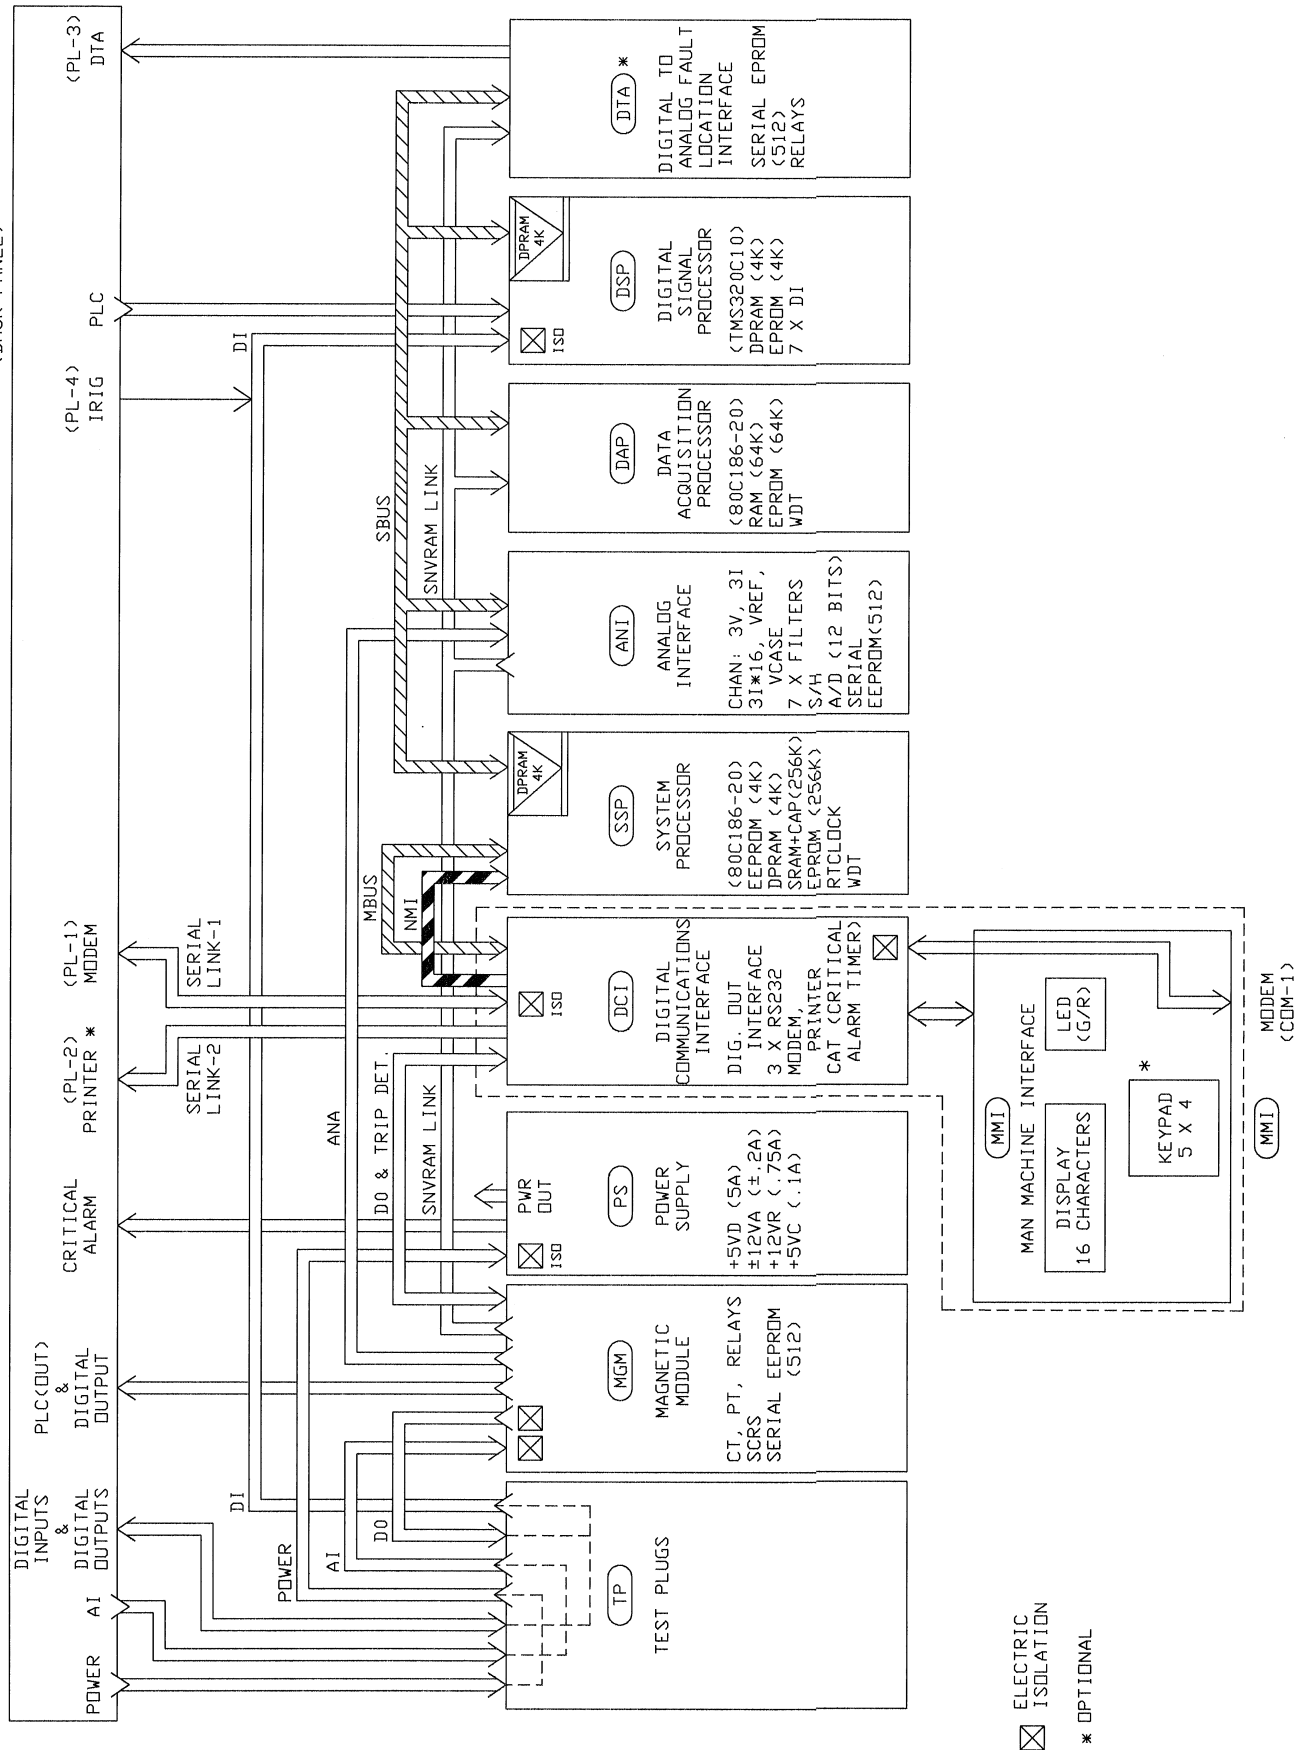 (BACK PANEL)
POWER
AI
DIGITAL
INPUTS
&
DIGITAL
OUTPUTS
PLC(OUT)
&
DIGITAL
OUTPUT
CRITICAL
ALARM
(PL-2)
PRINTER *
(PL-1)
MODEM
(PL-4)
IRIG
PLC
(PL-3)
DTA
SERIAL
LINK-2
SERIAL
LINK-1
DI
DI
POWER
AI
ANA
DO
DO & TRIP DET.
SNVRAM LINK
MBUS
NMI
SBUS
SNVRAM LINK
TP
TEST PLUGS
MGM
MAGNETIC
MODULE
CT, PT, RELAYS
SCRS
SERIAL EEPROM
(512)
ISO
PWR
OUT
PS
POWER
SUPPLY
+5VD (5A)
±12VA (±.2A)
+12VR (.75A)
+5VC (.1A)
ISO
DCI
DIGITAL
COMMUNICATIONS
INTERFACE
DIG. OUT
INTERFACE
3 X RS232
MODEM,
PRINTER
CAT (CRITICAL
ALARM TIMER)
DPRAM
4K
SSP
SYSTEM
PROCESSOR
(80C186-20)
EEPROM (4K)
DPRAM (4K)
SRAM+CAP(256K)
EPROM (256K)
RTCLOCK
WDT
ANI
ANALOG
INTERFACE
CHAN: 3V, 3I
3I*16, VREF,
VCASE
7 X FILTERS
S/H
A/D (12 BITS)
SERIAL
EEPROM(512)
DAP
DATA
ACQUISITION
PROCESSOR
(80C186-20)
RAM (64K)
EPROM (64K)
WDT
ISO
DPRAM
4K
DSP
DIGITAL
SIGNAL
PROCESSOR
(TMS320C10)
DPRAM (4K)
EPROM (4K)
7 X DI
DTA *
DIGITAL TO
ANALOG FAULT
LOCATION
INTERFACE
SERIAL EPROM
(512)
RELAYS
MMI
MAN MACHINE INTERFACE
DISPLAY
16 CHARACTERS
LED
(G/R)
*
KEYPAD
5 X 4
MMI
MODEM
(COM-1)
ELECTRIC
ISOLATION
* OPTIONAL